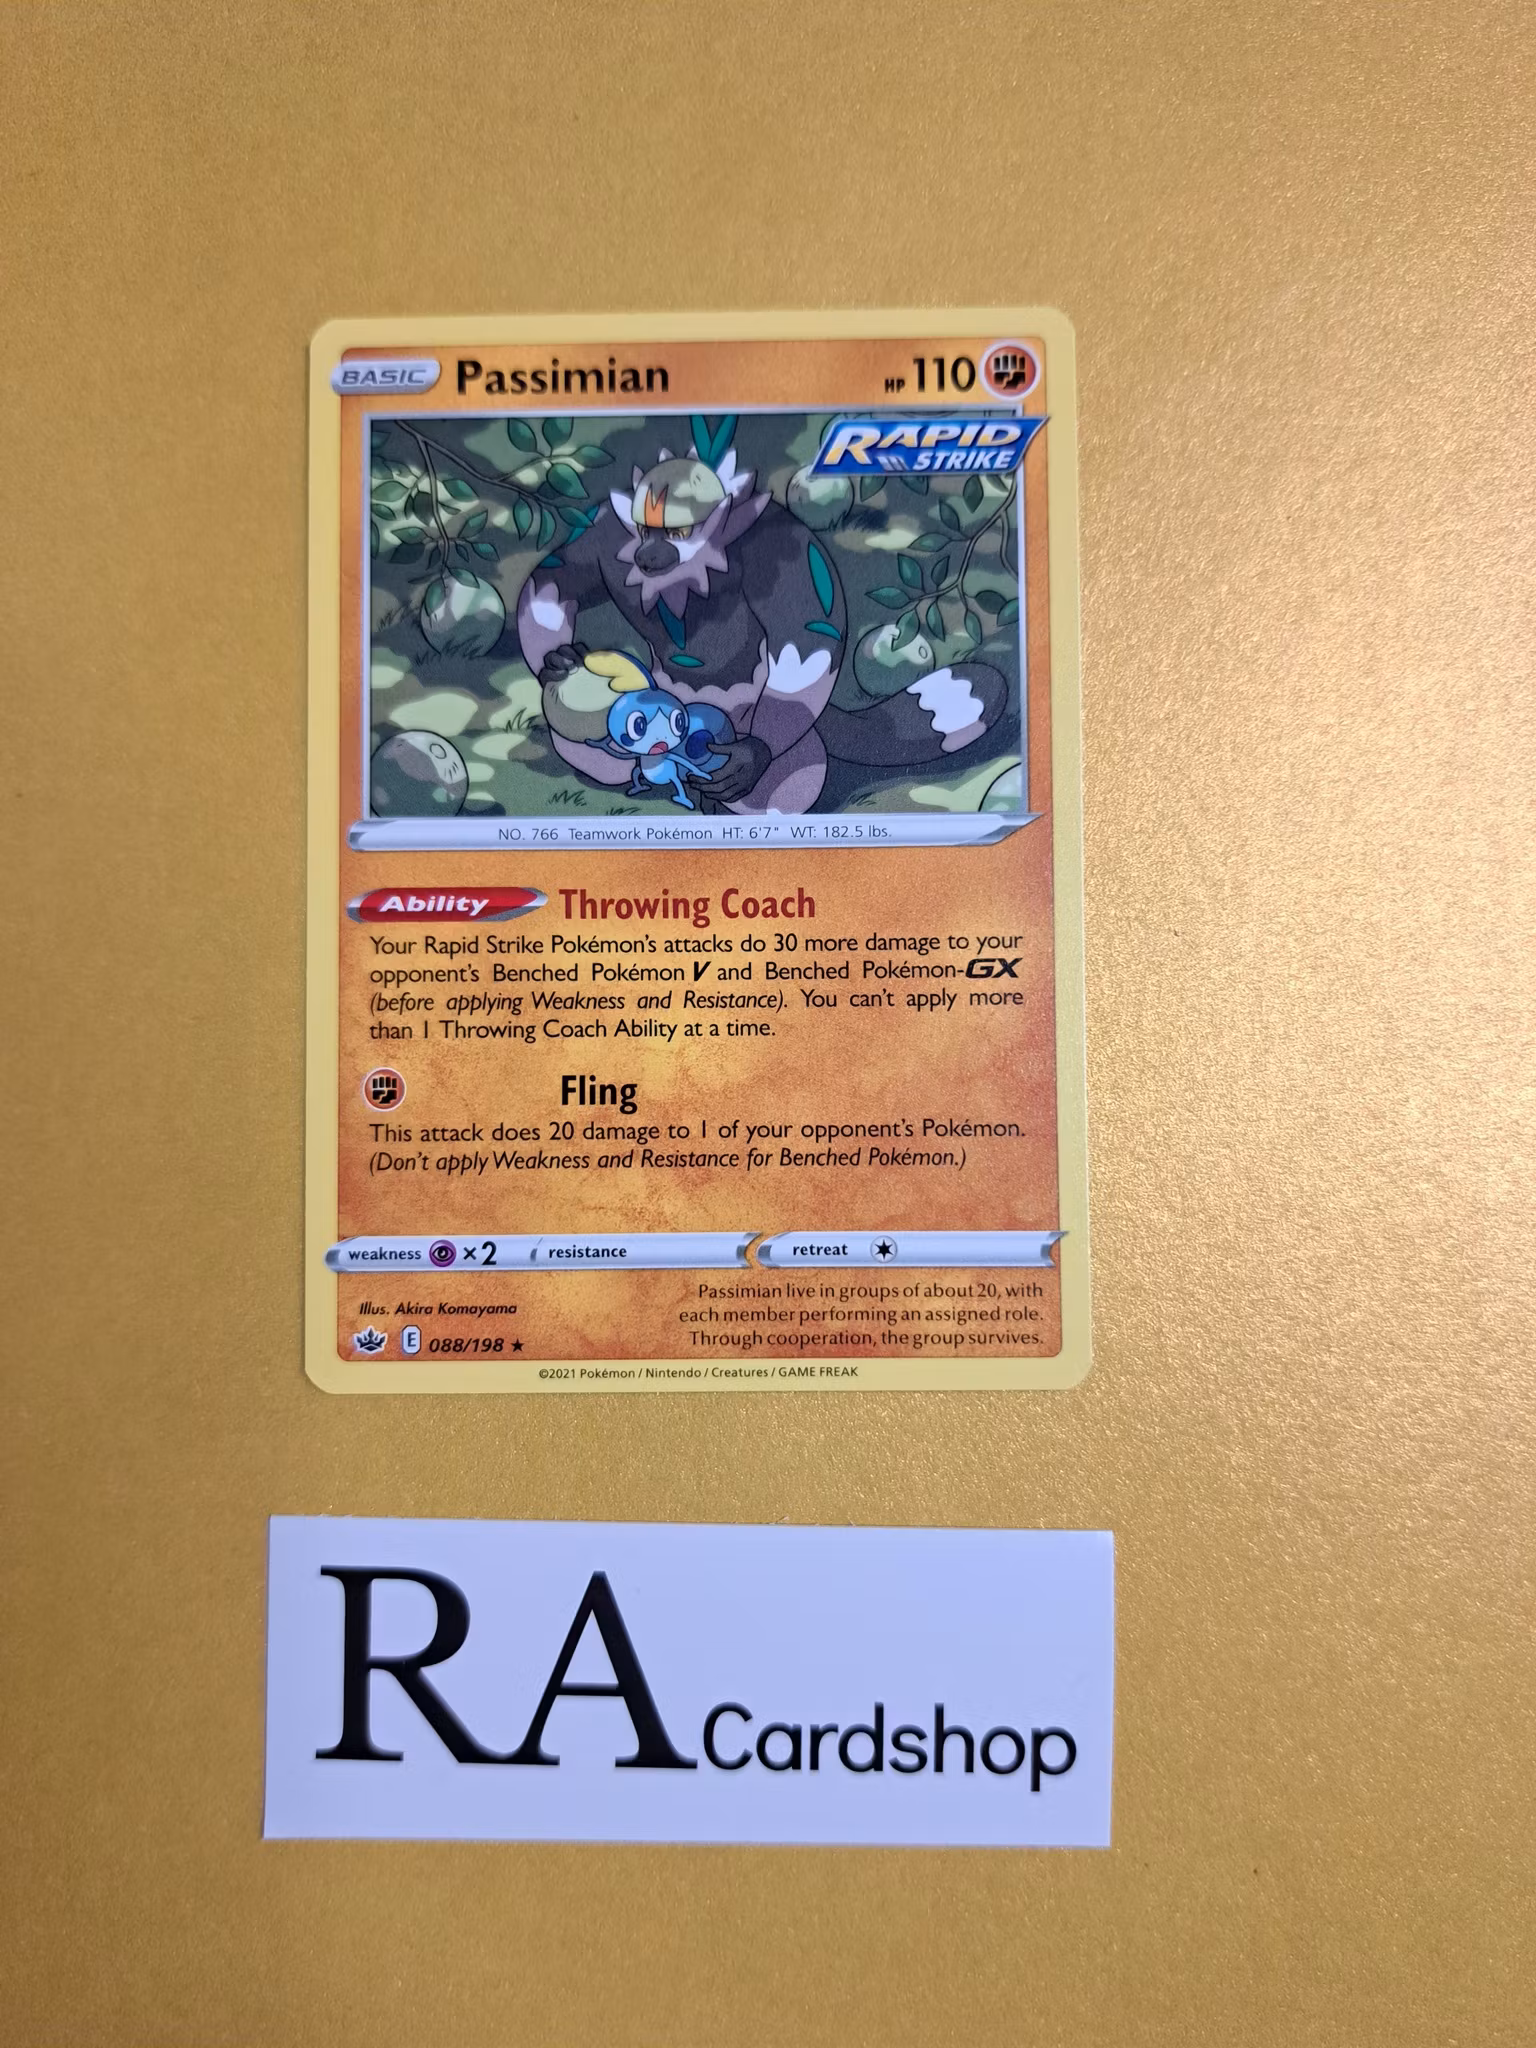 BASIC Passimian HP 110
RAPID
STRIKE
NO. 766 Teamwork Pokémon HT: 6'7" WT: 182.5 lbs.
Ability Throwing Coach
Your Rapid Strike Pokémon's attacks do 30 more damage to your
opponent's Benched Pokémon V and Benched Pokémon-GX
(before applying Weakness and Resistance). You can't apply more
than 1 Throwing Coach Ability at a time.
Fling
This attack does 20 damage to 1 of your opponent's Pokémon.
(Don't apply Weakness and Resistance for Benched Pokémon.)
weakness ×2 resistance retreat
Passimian live in groups of about 20, with
each member performing an assigned role.
Through cooperation, the group survives.
Illus. Akira Komayama
E 088/198 ★
©2021 Pokémon / Nintendo / Creatures / GAME FREAK
RA Cardshop